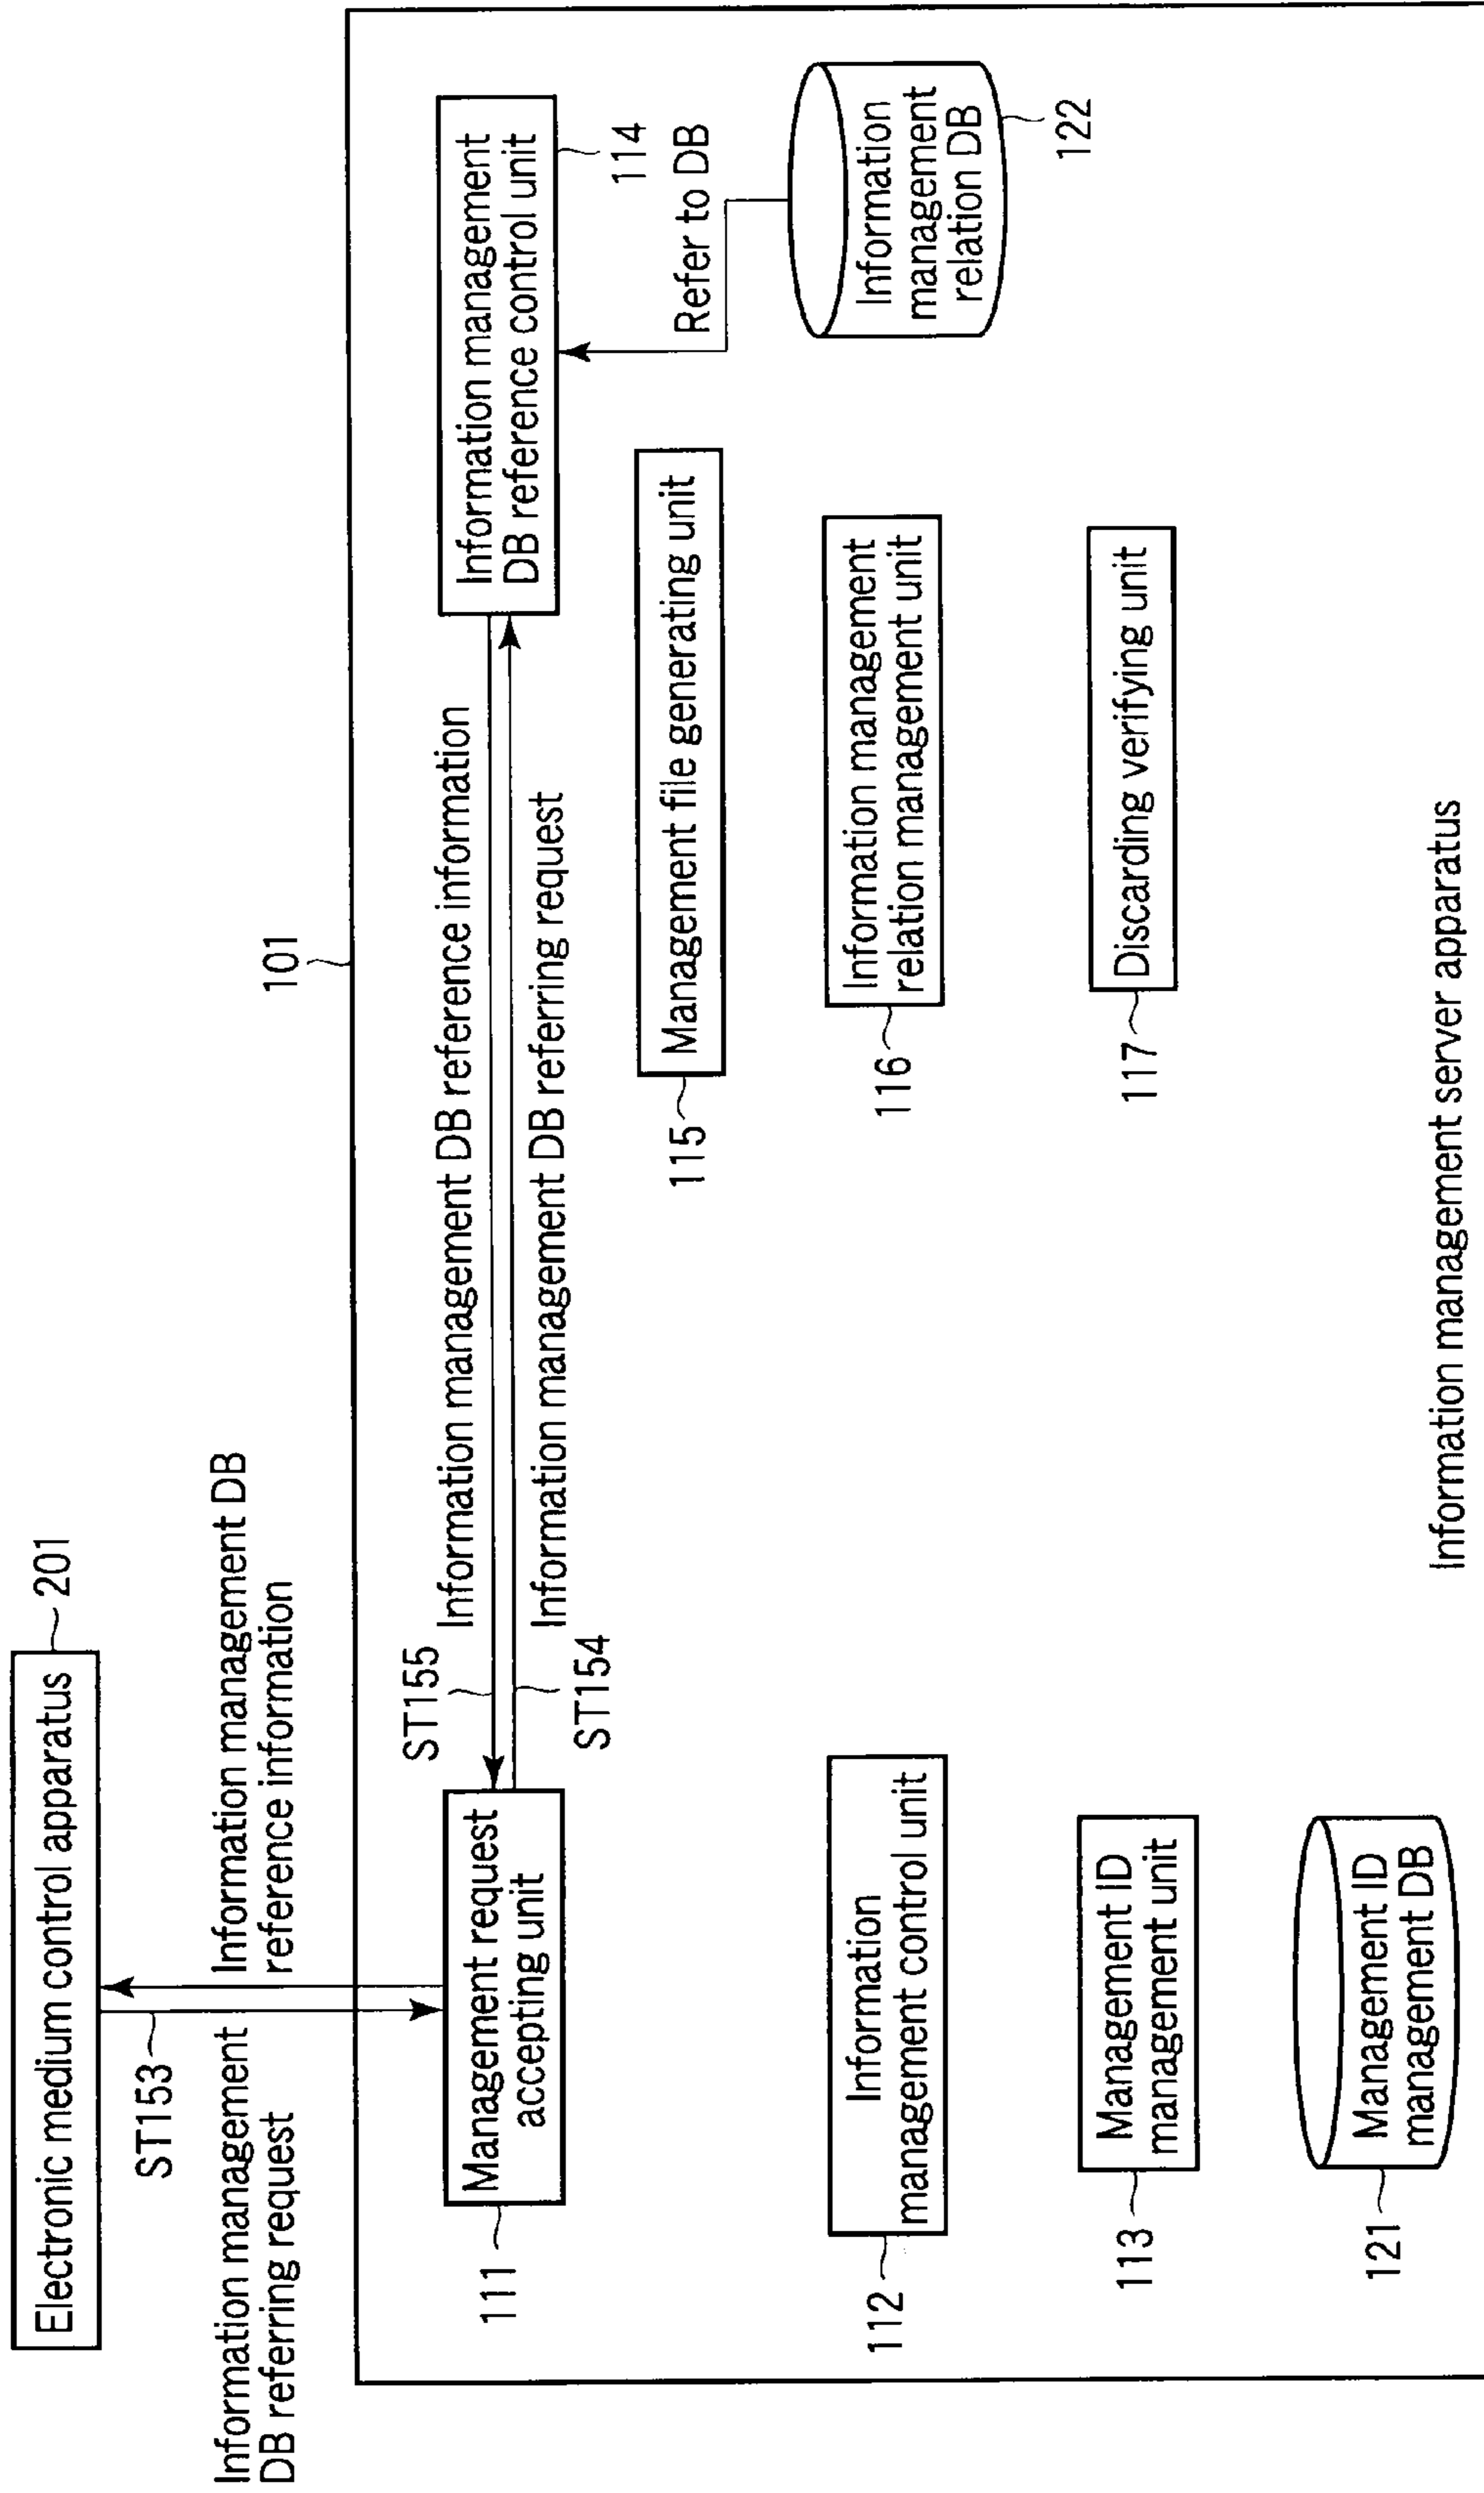 Electronic medium control apparatus
201
ST153
Information management
DB referring request
Information management DB
reference information
101
Management request
accepting unit
111
ST155
Information management DB reference information
Information management DB referring request
ST154
Information management
DB reference control unit
114
Refer to DB
Management file generating unit
115
Information
management control unit
112
Information management
relation management unit
116
Information
management
relation DB
122
Management ID
management unit
113
Discarding verifying unit
117
Management ID
management DB
121
Information management server apparatus